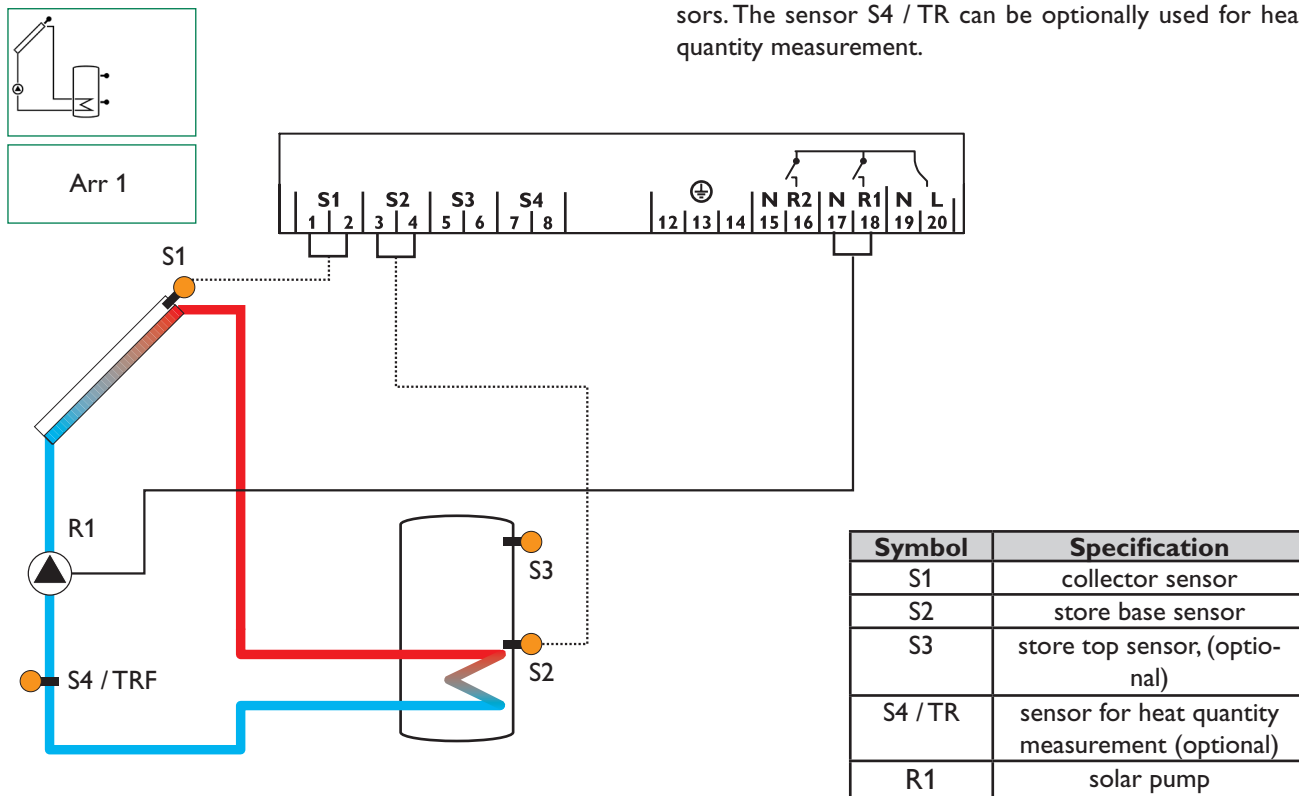 sors. The sensor S4 / TR can be optionally used for hea
quantity measurement.
Arr 1
S1 S2 S3 S4 N R2 N R1 N L
1 2 3 4 5 6 7 8 12 13 14 15 16 17 18 19 20
S1
R1
S3
S2
S4 / TRF
Symbol Specification
S1 collector sensor
S2 store base sensor
S3 store top sensor, (optio-
nal)
S4 / TR sensor for heat quantity
measurement (optional)
R1 solar pump